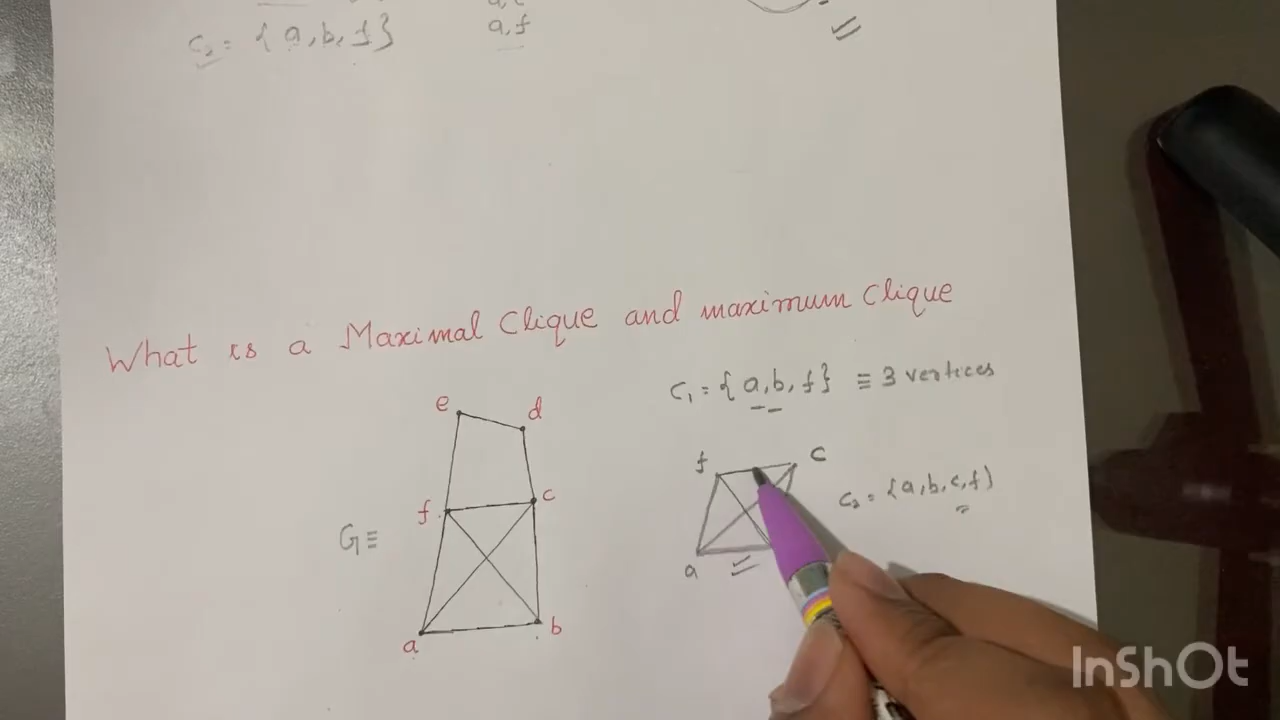 C₂ = {a, b, f}
a, f
What is a Maximal Clique and maximum Clique
C₁ = {a, b, f} ≡ 3 vertices
e
d
f
c
C₂ = {a, b, c, f}
f
c
G ≡
a
a
b
InShOt